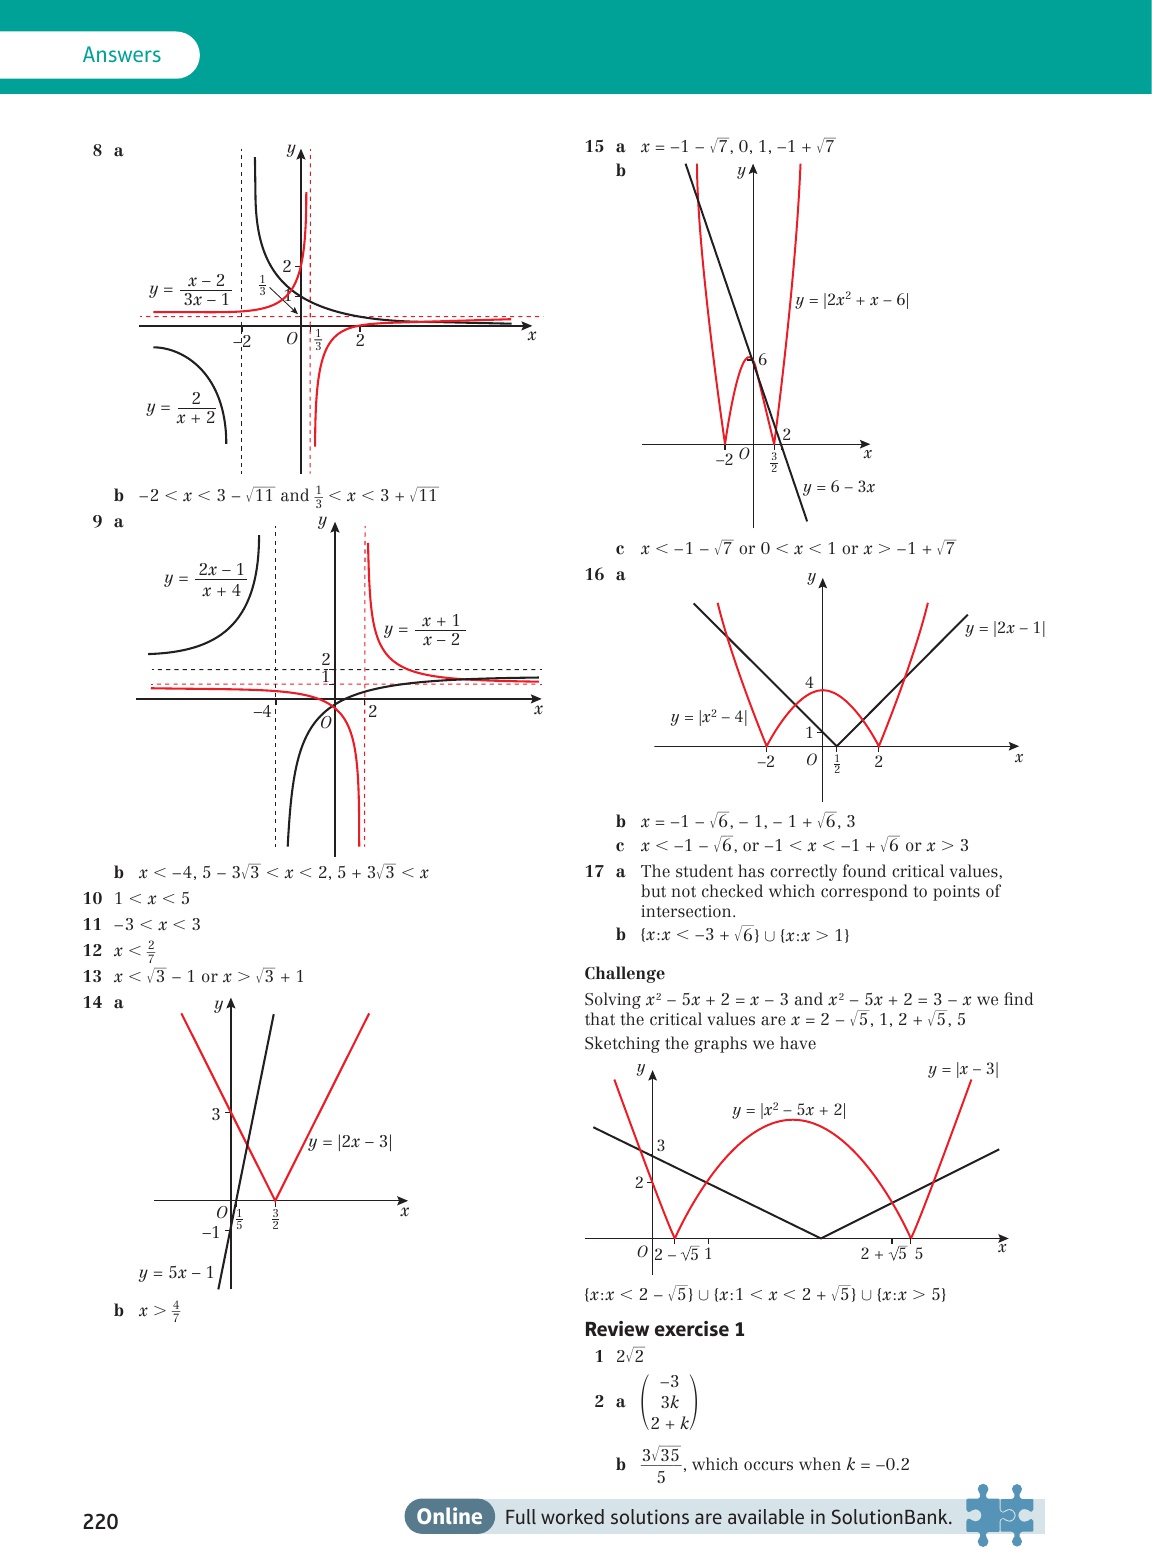 Answers
8 a
y
2
1
1/3
y = (x – 2)/(3x – 1)
–2
O
1/3
2
x
y = 2/(x + 2)
b –2 < x < 3 – √11 and 1/3 < x < 3 + √11
9 a
y
y = (2x – 1)/(x + 4)
y = (x + 1)/(x – 2)
2
1
–4
O
2
x
b x < –4, 5 – 3√3 < x < 2, 5 + 3√3 < x
10 1 < x < 5
11 –3 < x < 3
12 x < 2/7
13 x < √3 – 1 or x > √3 + 1
14 a
y
3
y = |2x – 3|
O
1/5
3/2
x
–1
y = 5x – 1
b x > 4/7
15 a x = –1 – √7, 0, 1, –1 + √7
b
y
y = |2x² + x – 6|
6
2
–2
O
3/2
x
y = 6 – 3x
c x < –1 – √7 or 0 < x < 1 or x > –1 + √7
16 a
y
y = |2x – 1|
4
y = |x² – 4|
1
–2
O
1/2
2
x
b x = –1 – √6, – 1, – 1 + √6, 3
c x < –1 – √6, or –1 < x < –1 + √6 or x > 3
17 a The student has correctly found critical values,
but not checked which correspond to points of
intersection.
b {x:x < –3 + √6} ∪ {x:x > 1}
Challenge
Solving x² – 5x + 2 = x – 3 and x² – 5x + 2 = 3 – x we find
that the critical values are x = 2 – √5, 1, 2 + √5, 5
Sketching the graphs we have
y
y = |x – 3|
y = |x² – 5x + 2|
3
2
O
2 – √5
1
2 + √5
5
x
{x:x < 2 – √5} ∪ {x:1 < x < 2 + √5} ∪ {x:x > 5}
Review exercise 1
1 2√2
2 a (–3
3k
2 + k)
b 3√35/5, which occurs when k = –0.2
220
Online Full worked solutions are available in SolutionBank.